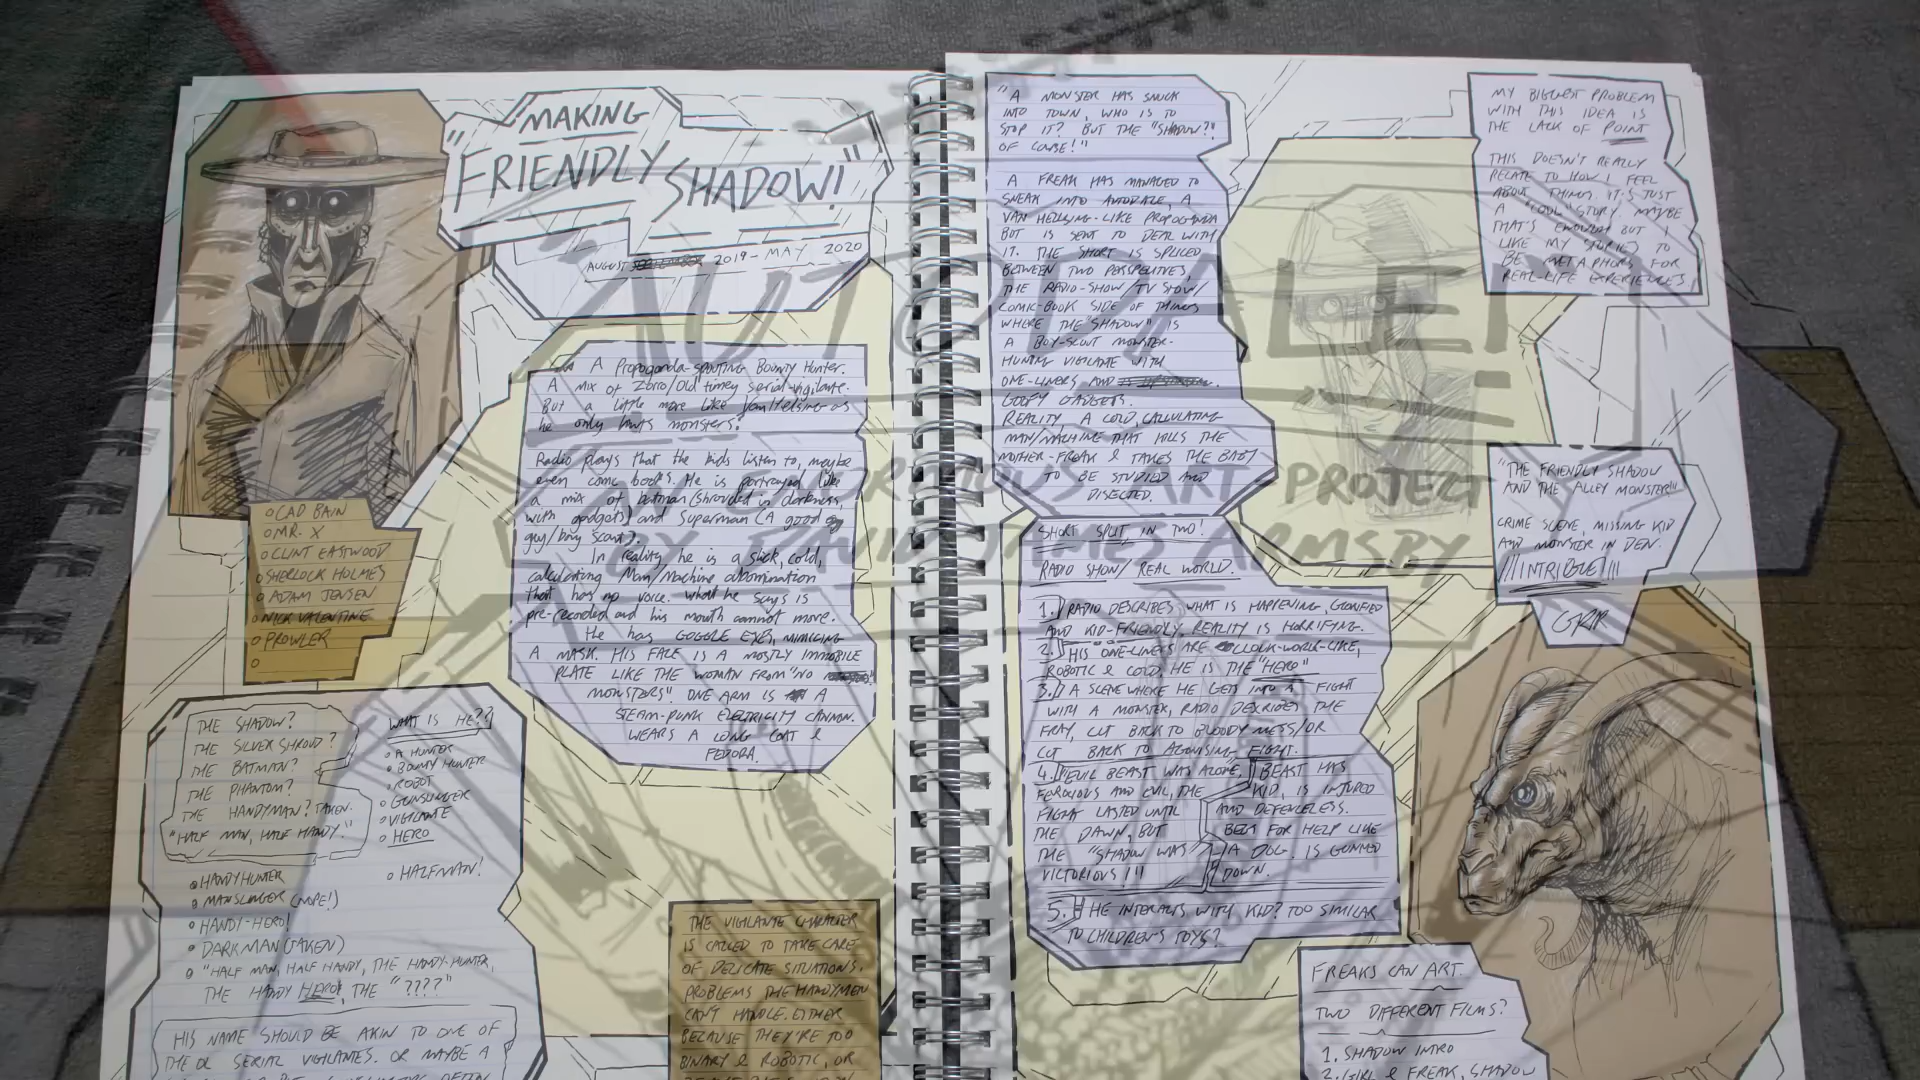 "MAKING
FRIENDLY SHADOW!"
AUGUST 2019 - MAY 2020
A Propoganda-spouting Bounty Hunter.
A mix of Zorro/Old timey serial-vigilante.
But a little more like Van Helsing as
he only hunts monsters.
Radio plays that the kids listen to, maybe
even comic books. He is portrayed like
a mix of batman (shrouded in darkness,
with gadgets) and Superman (A good
guy/boy scout).
In reality he is a slick, cold,
calculating Man/Machine abomination
that has no voice. What he says is
pre-recorded and his mouth cannot move.
He has GOGGLE EYES, MIMICING
A MASK. HIS FACE IS A MOSTLY IMMOBILE
PLATE LIKE THE WOMAN FROM "NO
MONSTERS" ONE ARM IS A
STEAM-PUNK ELECTRICITY CANNON.
WEARS A LONG COAT &
FEDORA.
CAD BAIN
MR. X
CLINT EASTWOOD
SHERLOCK HOLMES
ADAM JENSEN
NICK VALENTINE
PROWLER
THE SHADOW?
THE SILVER SHROUD?
THE BATMAN?
THE PHANTOM?
THE HANDYMAN? TAKEN.
"HALF MAN, HALF HANDY."
WHAT IS HE??
A HUNTER
BOUNTY HUNTER
ROBOT
GUNSLINGER
VIGILANTE
HERO
HALFMAN!
HANDYHUNTER
MANSLINGER (NOPE!)
HANDY-HERO!
DARKMAN (TAKEN)
"HALF MAN, HALF HANDY, THE HANDY-HUNTER,
THE HANDY HERO!, THE "????"
HIS NAME SHOULD BE AKIN TO ONE OF
THE OL SERIAL VIGILANTES. OR MAYBE A
THE VIGILANTE CHARACTER
IS CALLED TO TAKE CARE
OF DELICATE SITUATIONS.
PROBLEMS THE HANDYMEN
CAN'T HANDLE. EITHER
BECAUSE THEY'RE TOO
BINARY & ROBOTIC, OR
"A MONSTER HAS SNUCK
INTO TOWN, WHO IS TO
STOP IT? BUT THE "SHADOW?"
OF COURSE!"
A FREAK HAS MANAGED TO
SNEAK INTO AUTODALE, A
VAN HELLSING-LIKE PROPOGANDA
BOT IS SENT TO DEAL WITH
IT. THE SHORT IS SPLICED
BETWEEN TWO PERSPECTIVES,
THE RADIO-SHOW/TV SHOW/
COMIC-BOOK SIDE OF THINGS
WHERE THE "SHADOW" IS
A BOY-SCOUT MONSTER-
HUNTING VIGILANTE WITH
ONE-LINERS AND
GOOFY GADGETS.
REALITY, A COLD, CALCULATING
MAN/MACHINE THAT KILLS THE
MOTHER-FREAK & TAKES THE BABY
TO BE STUDIED AND
DISECTED.
SHORT SPLIT IN TWO!
RADIO SHOW/ REAL WORLD.
1. RADIO DESCRIBES WHAT IS HAPPENING, GLORIFIED
AND KID-FRIENDLY. REALITY IS HORRIFYING.
2. HIS "ONE-LINERS ARE CLOCK-WORK-LIKE,
ROBOTIC & COLD, HE IS THE "HERO"
3. A SCENE WHERE HE GETS INTO A FIGHT
WITH A MONSTER, RADIO DESCRIBES THE
FRAY, CUT BACK TO BLOODY MESS/OR
CUT BACK TO AGONISING FIGHT.
4. "EVIL BEAST WAS ALONE,
FEROCIOUS AND EVIL, THE
FIGHT LASTED UNTIL
THE DAWN, BUT
THE "SHADOW WAS
VICTORIOUS!!!
BEAST HAS
KID, IS INJURED
AND DEFENCELESS.
BEGS FOR HELP LIKE
A DOG. IS GUNNED
DOWN.
5. HE INTERACTS WITH KID? TOO SIMILAR
TO CHILDREN'S TOYS?
MY BIGGEST PROBLEM
WITH THIS IDEA IS
THE LACK OF POINT
THIS DOESN'T REALLY
RELATE TO HOW I FEEL
ABOUT THINGS. IT'S JUST
A "COOL" STORY. MAYBE
THAT'S ENOUGH BUT I
LIKE MY STORIES TO
BE METAPHORS FOR
REAL-LIFE EXPERIENCES
"THE FRIENDLY SHADOW
AND THE ALLEY MONSTER"
CRIME SCENE, MISSING KID
AND MONSTER IN DEN.
!!!INTRIGUE!!!
GRIP
FREAKS CAN ART.
TWO DIFFERENT FILMS?
1. SHADOW INTRO
2. GIRL & FREAK, SHADOW
AUTODALE!
ART PROJECT
BY DAVID JAMES ARMSBY